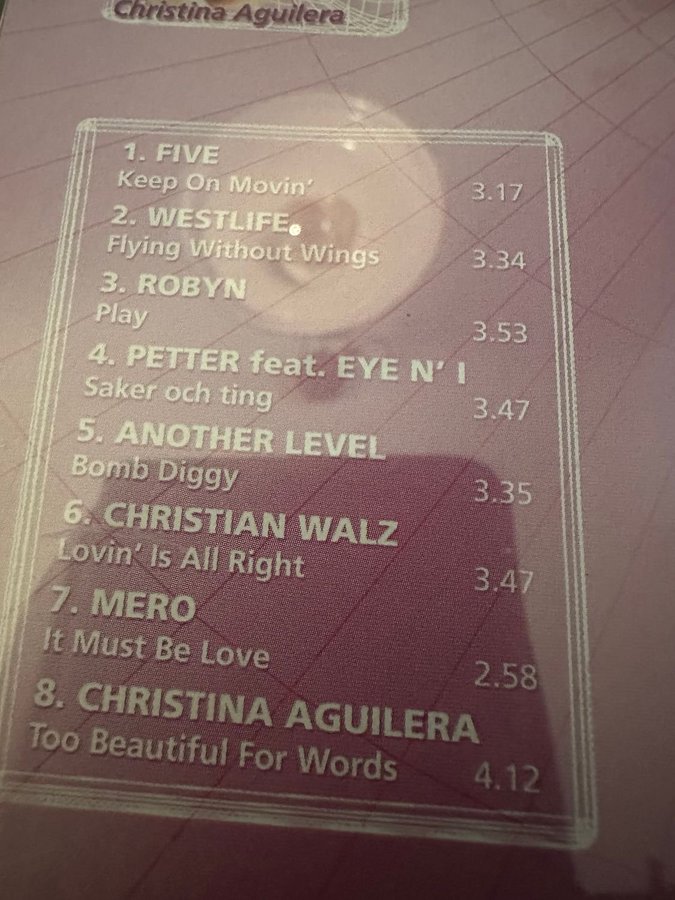 Christina Aguilera
1. FIVE
Keep On Movin' 3.17
2. WESTLIFE
Flying Without Wings 3.34
3. ROBYN
Play 3.53
4. PETTER feat. EYE N' I
Saker och ting 3.47
5. ANOTHER LEVEL
Bomb Diggy 3.35
6. CHRISTIAN WALZ
Lovin' Is All Right 3.47
7. MERO
It Must Be Love 2.58
8. CHRISTINA AGUILERA
Too Beautiful For Words 4.12